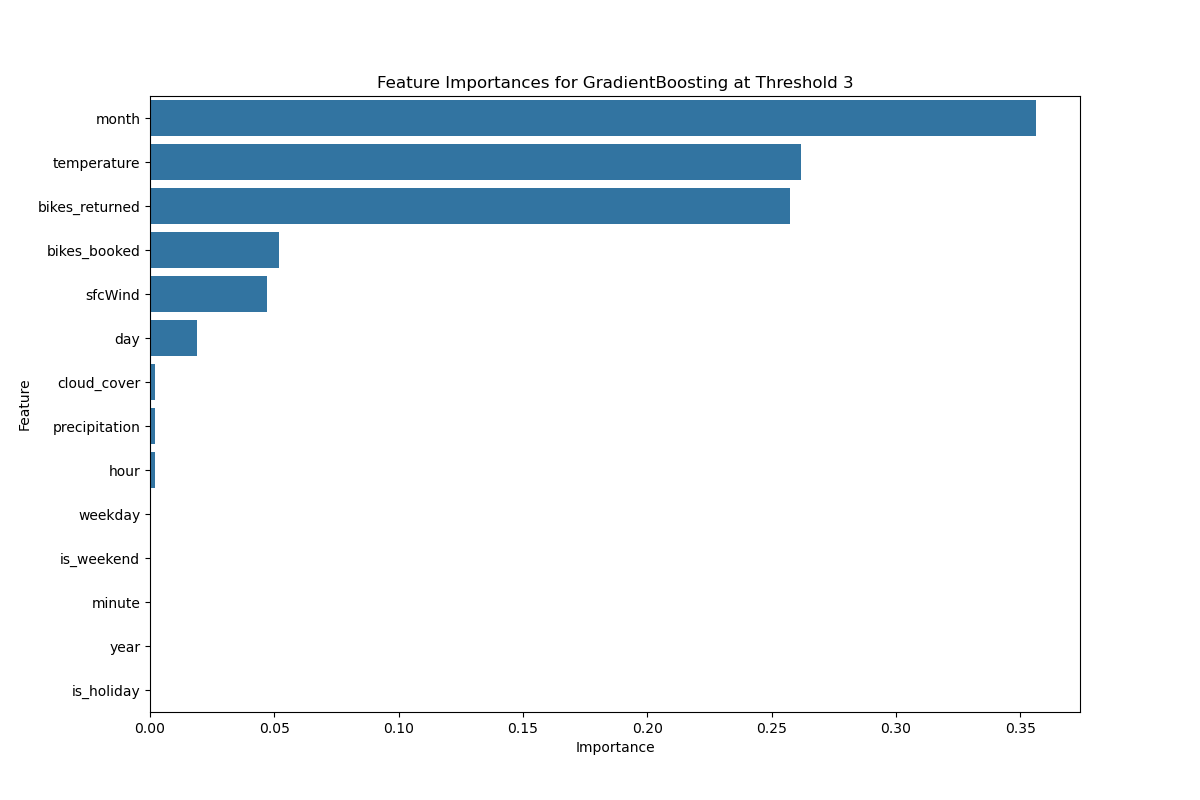 Feature Importances for GradientBoosting at Threshold 3
month
temperature
bikes_returned
bikes_booked
sfcWind
day
cloud_cover
precipitation
hour
weekday
is_weekend
minute
year
is_holiday
Feature
0.00 0.05 0.10 0.15 0.20 0.25 0.30 0.35
Importance